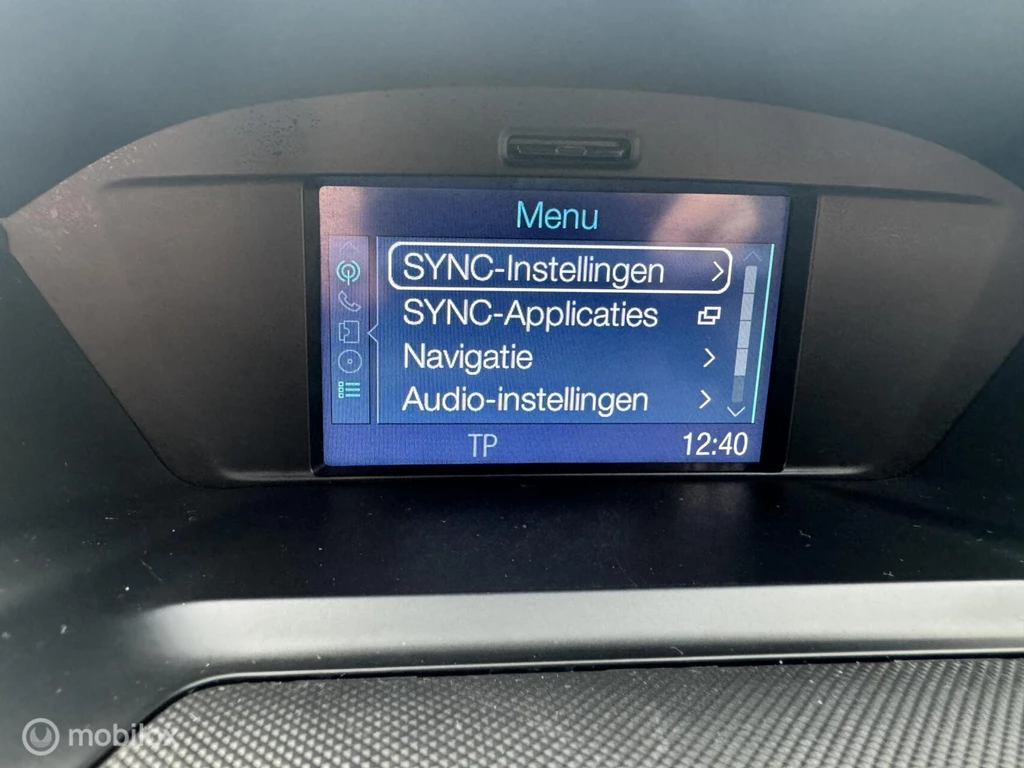 Menu
SYNC-Instellingen
SYNC-Applicaties
Navigatie
Audio-instellingen
TP
12:40
mobilox